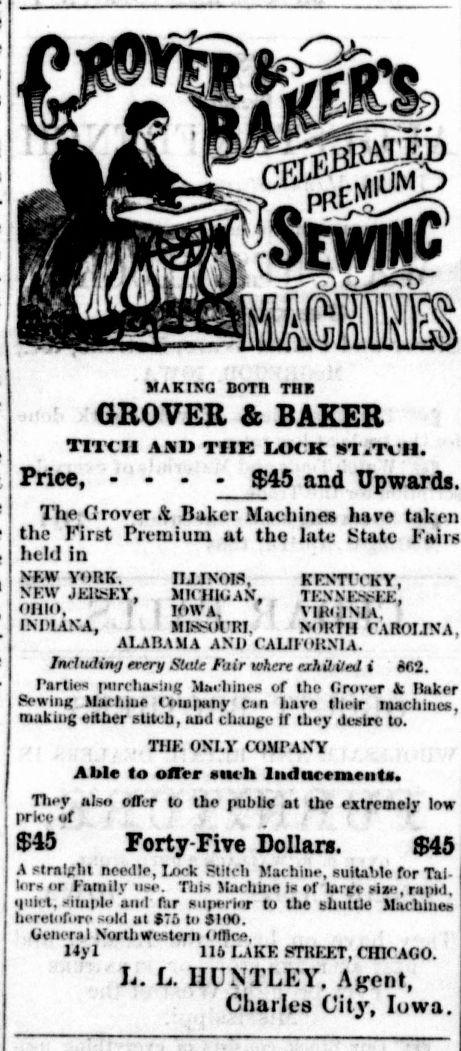 GROVER &
BAKER'S
CELEBRATED
PREMIUM
SEWING
MACHINES
MAKING BOTH THE
GROVER & BAKER
TITCH AND THE LOCK ST.TCH.
Price, - - - - $45 and Upwards.
The Grover & Baker Machines have taken
the First Premium at the late State Fairs
held in
NEW YORK, ILLINOIS, KENTUCKY,
NEW JERSEY, MICHIGAN, TENNESSEE,
OHIO, IOWA, VIRGINIA,
INDIANA, MISSOURI, NORTH CAROLINA,
ALABAMA AND CALIFORNIA.
Including every State Fair where exhibited i 862.
Parties purchasing Machines of the Grover & Baker
Sewing Machine Company can have their machines,
making either stitch, and change if they desire to.
THE ONLY COMPANY
Able to offer such Inducements.
They also offer to the public at the extremely low
price of
$45 Forty-Five Dollars. $45
A straight needle, Lock Stitch Machine, suitable for Tai-
lors or Family use. This Machine is of large size, rapid,
quiet, simple and far superior to the shuttle Machines
heretofore sold at $75 to $100.
General Northwestern Office,
14y1 115 LAKE STREET, CHICAGO.
L. L. HUNTLEY, Agent,
Charles City, Iowa.